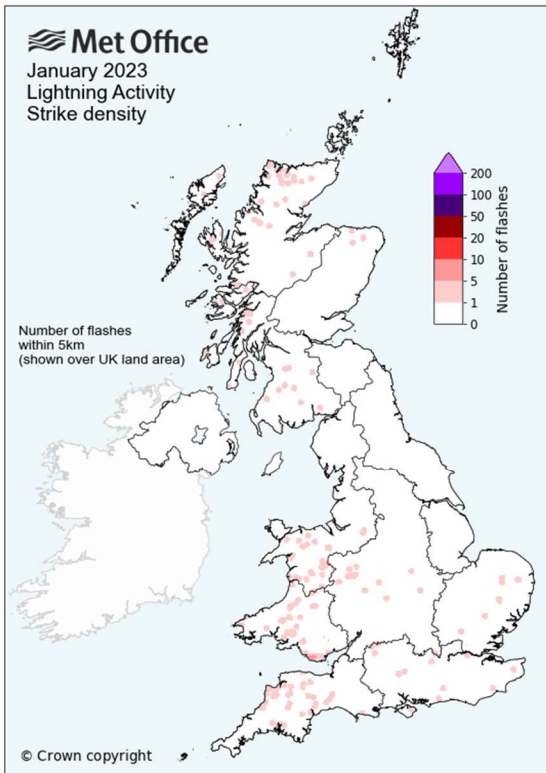 Met Office
January 2023
Lightning Activity
Strike density
200
100
50
20
10
5
1
0
Number of flashes
Number of flashes
within 5km
(shown over UK land area)
© Crown copyright